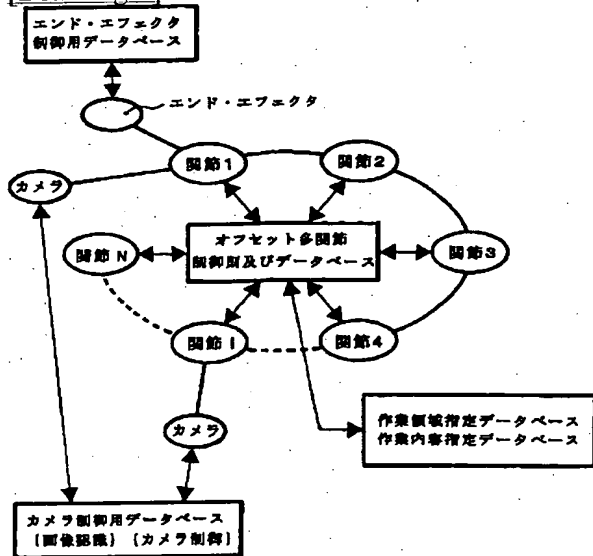 エンド・エフェクタ
制御用データベース
エンド・エフェクタ
関節1
関節2
カメラ
オフセット多関節
制御則及びデータベース
関節N
関節3
関節i
関節4
カメラ
作業領域指定データベース
作業内容指定データベース
カメラ制御用データベース
[画像認識] [カメラ制御]